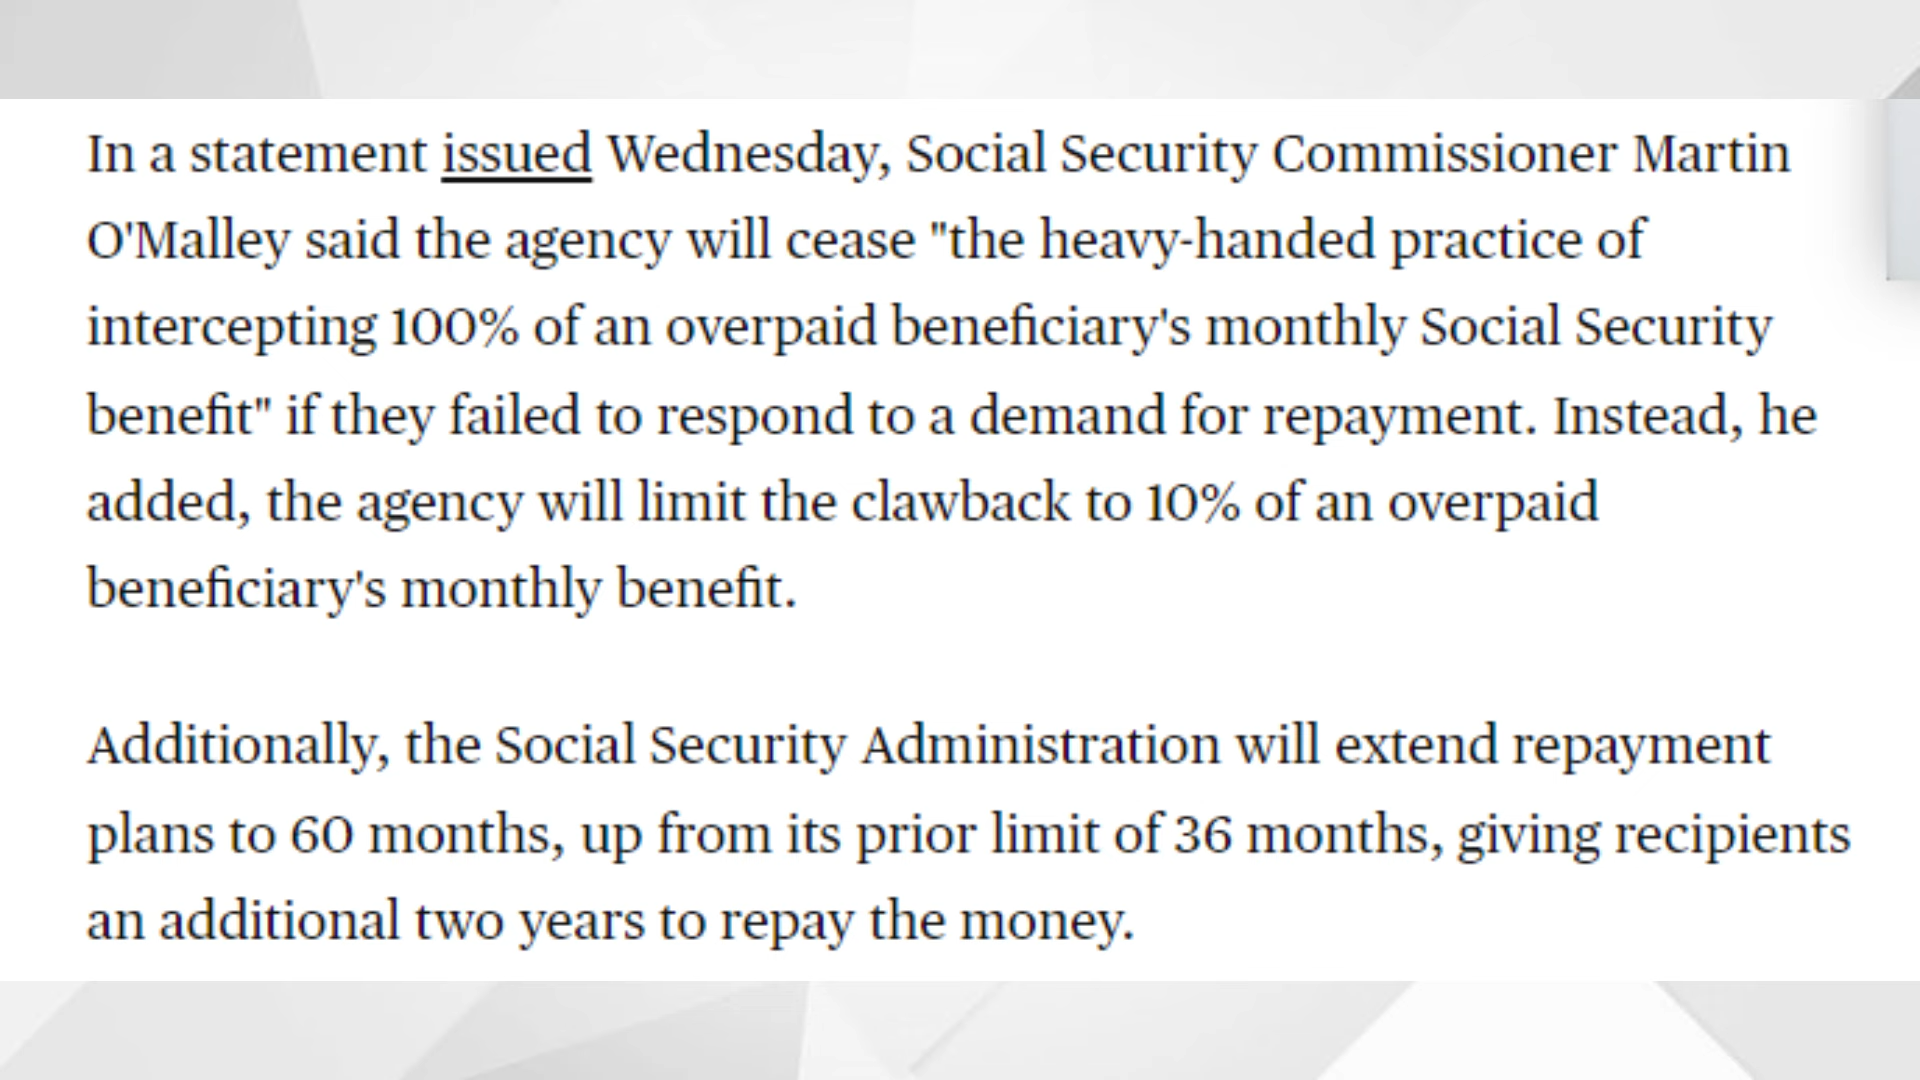 In a statement issued Wednesday, Social Security Commissioner Martin
O'Malley said the agency will cease "the heavy-handed practice of
intercepting 100% of an overpaid beneficiary's monthly Social Security
benefit" if they failed to respond to a demand for repayment. Instead, he
added, the agency will limit the clawback to 10% of an overpaid
beneficiary's monthly benefit.
Additionally, the Social Security Administration will extend repayment
plans to 60 months, up from its prior limit of 36 months, giving recipients
an additional two years to repay the money.